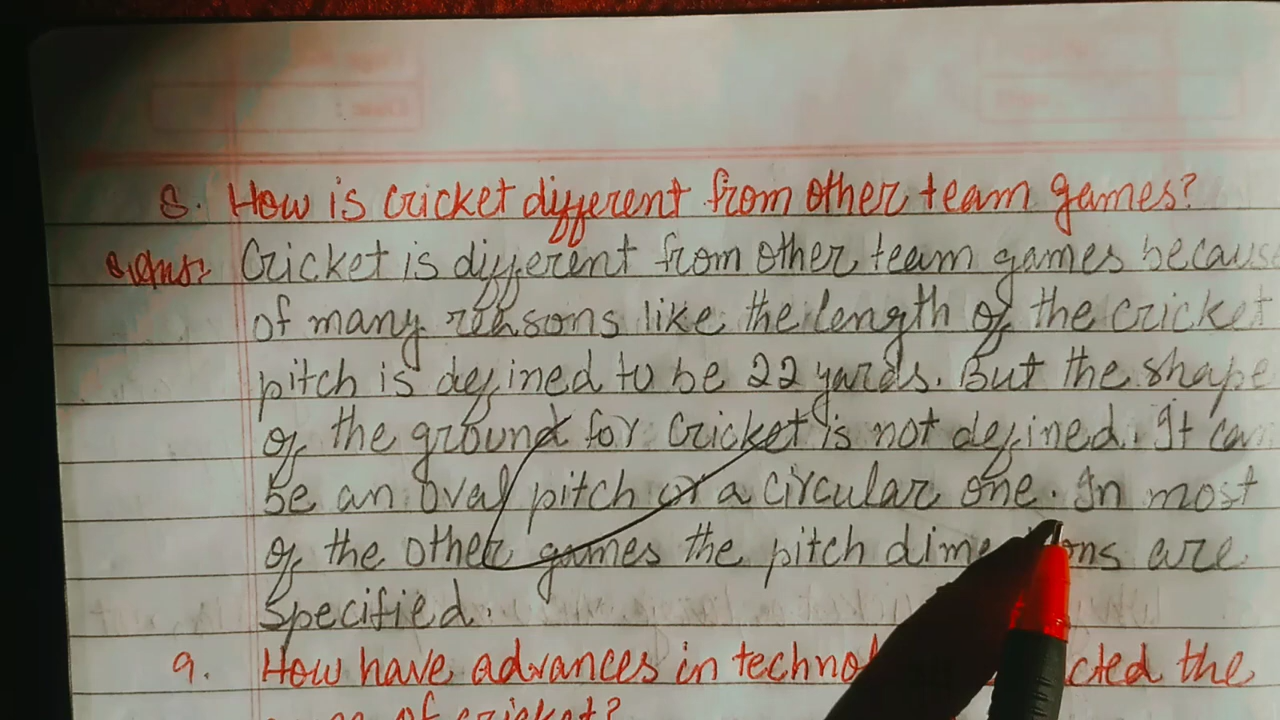 8. How is cricket different from other team games?
8. Ans: Cricket is different from other team games because
of many reasons like the length of the cricket
pitch is defined to be 22 yards. But the shape
of the ground for cricket is not defined. It can
be an oval pitch or a circular one. In most
of the other games the pitch dimensions are
specified.
9. How have advances in the
of cricket?